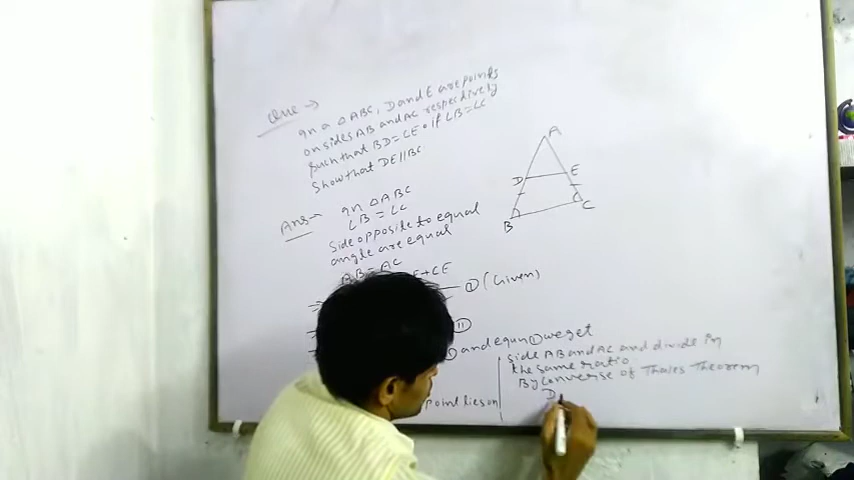 Que →
In a △ABC, D and E are points
on sides AB and AC respectively
such that BD = CE. if ∠B = ∠C
Show that DE||BC
Ans →
In △ABC
∠B = ∠C
Side opposite to equal
angle are equal
AB = AC
+CE
① (Given)
②
and equn ① we get
point lies on
side AB and AC and divide in
the same ratio
By converse of Thales Theorem
D
A
D
E
B
C